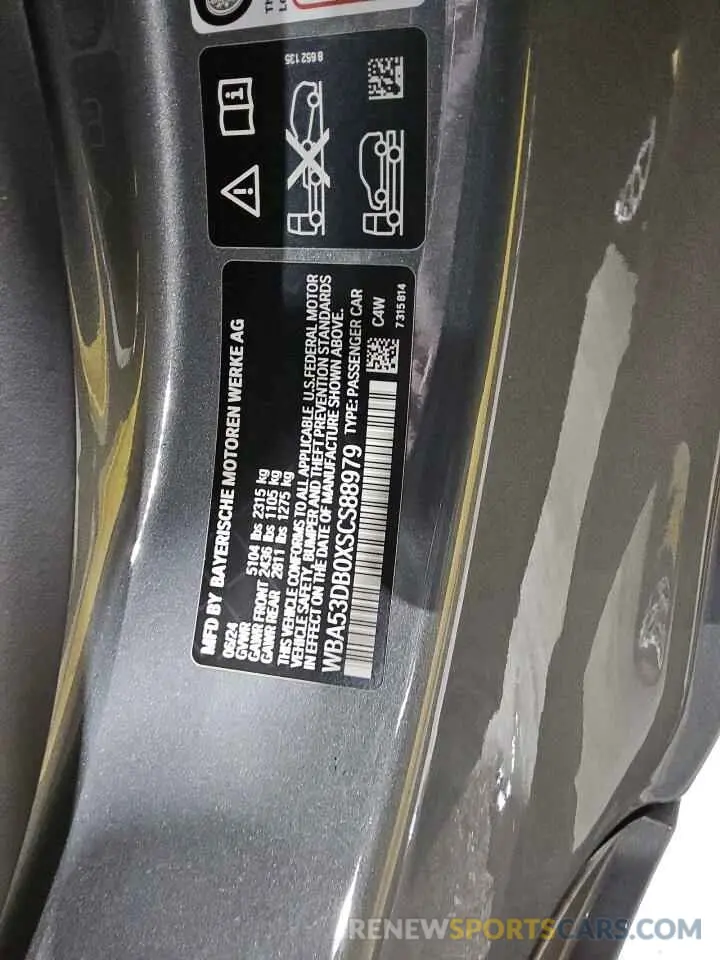 8 652 135
MFD BY BAYERISCHE MOTOREN WERKE AG
06/24
GVWR 5104 lbs 2315 kg
GAWR FRONT 2436 lbs 1105 kg
GAWR REAR 2811 lbs 1275 kg
THIS VEHICLE CONFORMS TO ALL APPLICABLE U.S.FEDERAL MOTOR
VEHICLE SAFETY, BUMPER AND THEFT PREVENTION STANDARDS
IN EFFECT ON THE DATE OF MANUFACTURE SHOWN ABOVE.
WBA53DB0XSCS88979 TYPE: PASSENGER CAR
C4W
7315814
RENEWSPORTSCARS.COM